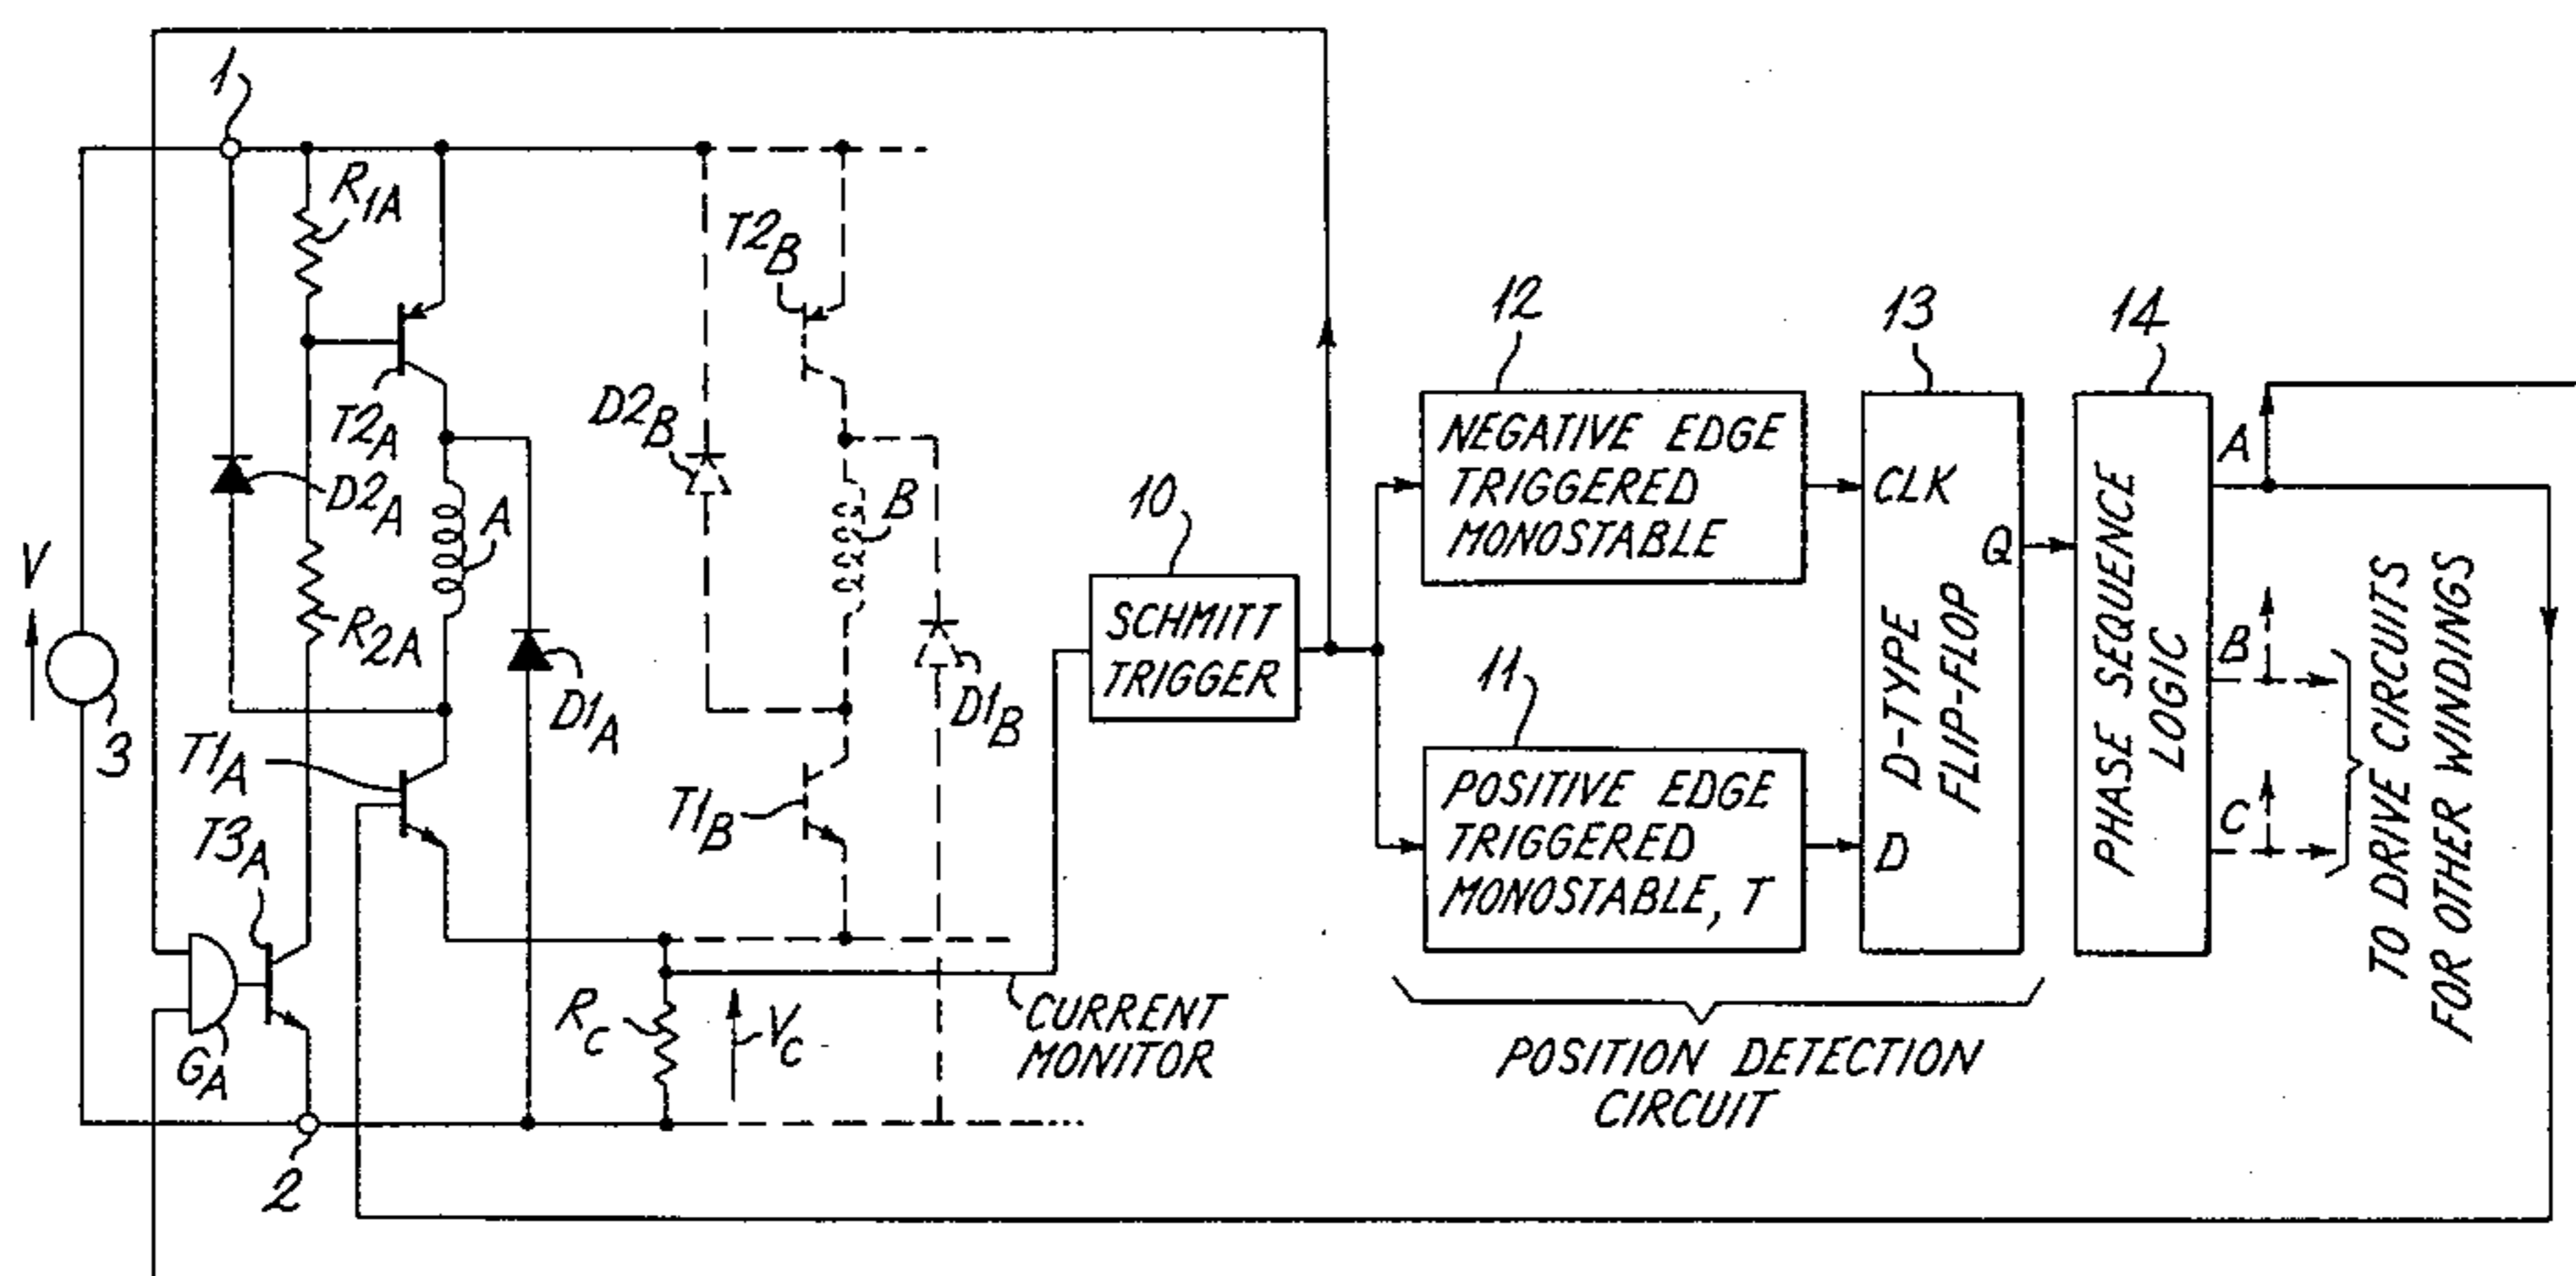 1
R1A
T2B
12
13
14
T2A
D2A
A
D2B
B
10
NEGATIVE EDGE
TRIGGERED
MONOSTABLE
CLK
Q
D-TYPE
FLIP-FLOP
D
PHASE SEQUENCE
LOGIC
A
B
C
TO DRIVE CIRCUITS
FOR OTHER WINDINGS
V
3
R2A
D1A
D1B
SCHMITT
TRIGGER
11
POSITIVE EDGE
TRIGGERED
MONOSTABLE, T
T1A
T1B
T3A
GA
RC
VC
CURRENT
MONITOR
POSITION DETECTION
CIRCUIT
2